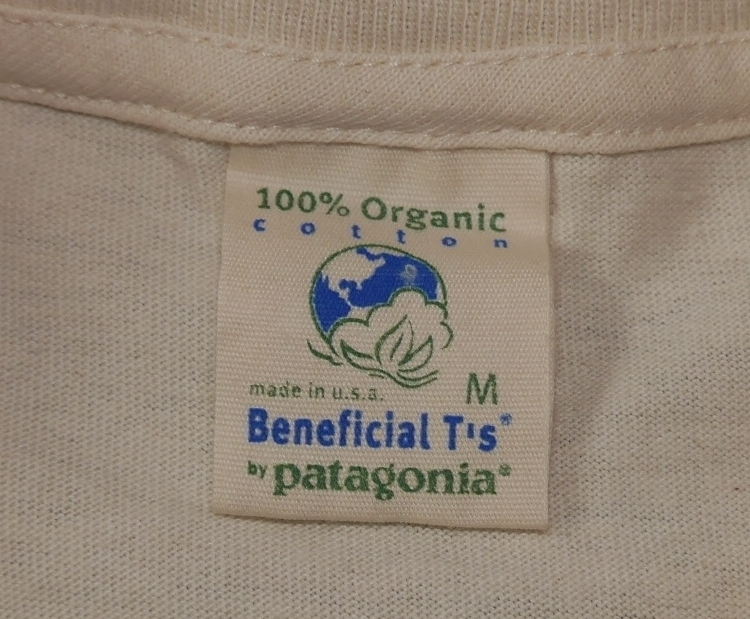 100% Organic
cotton
made in u.s.a. M
Beneficial T's®
by patagonia®